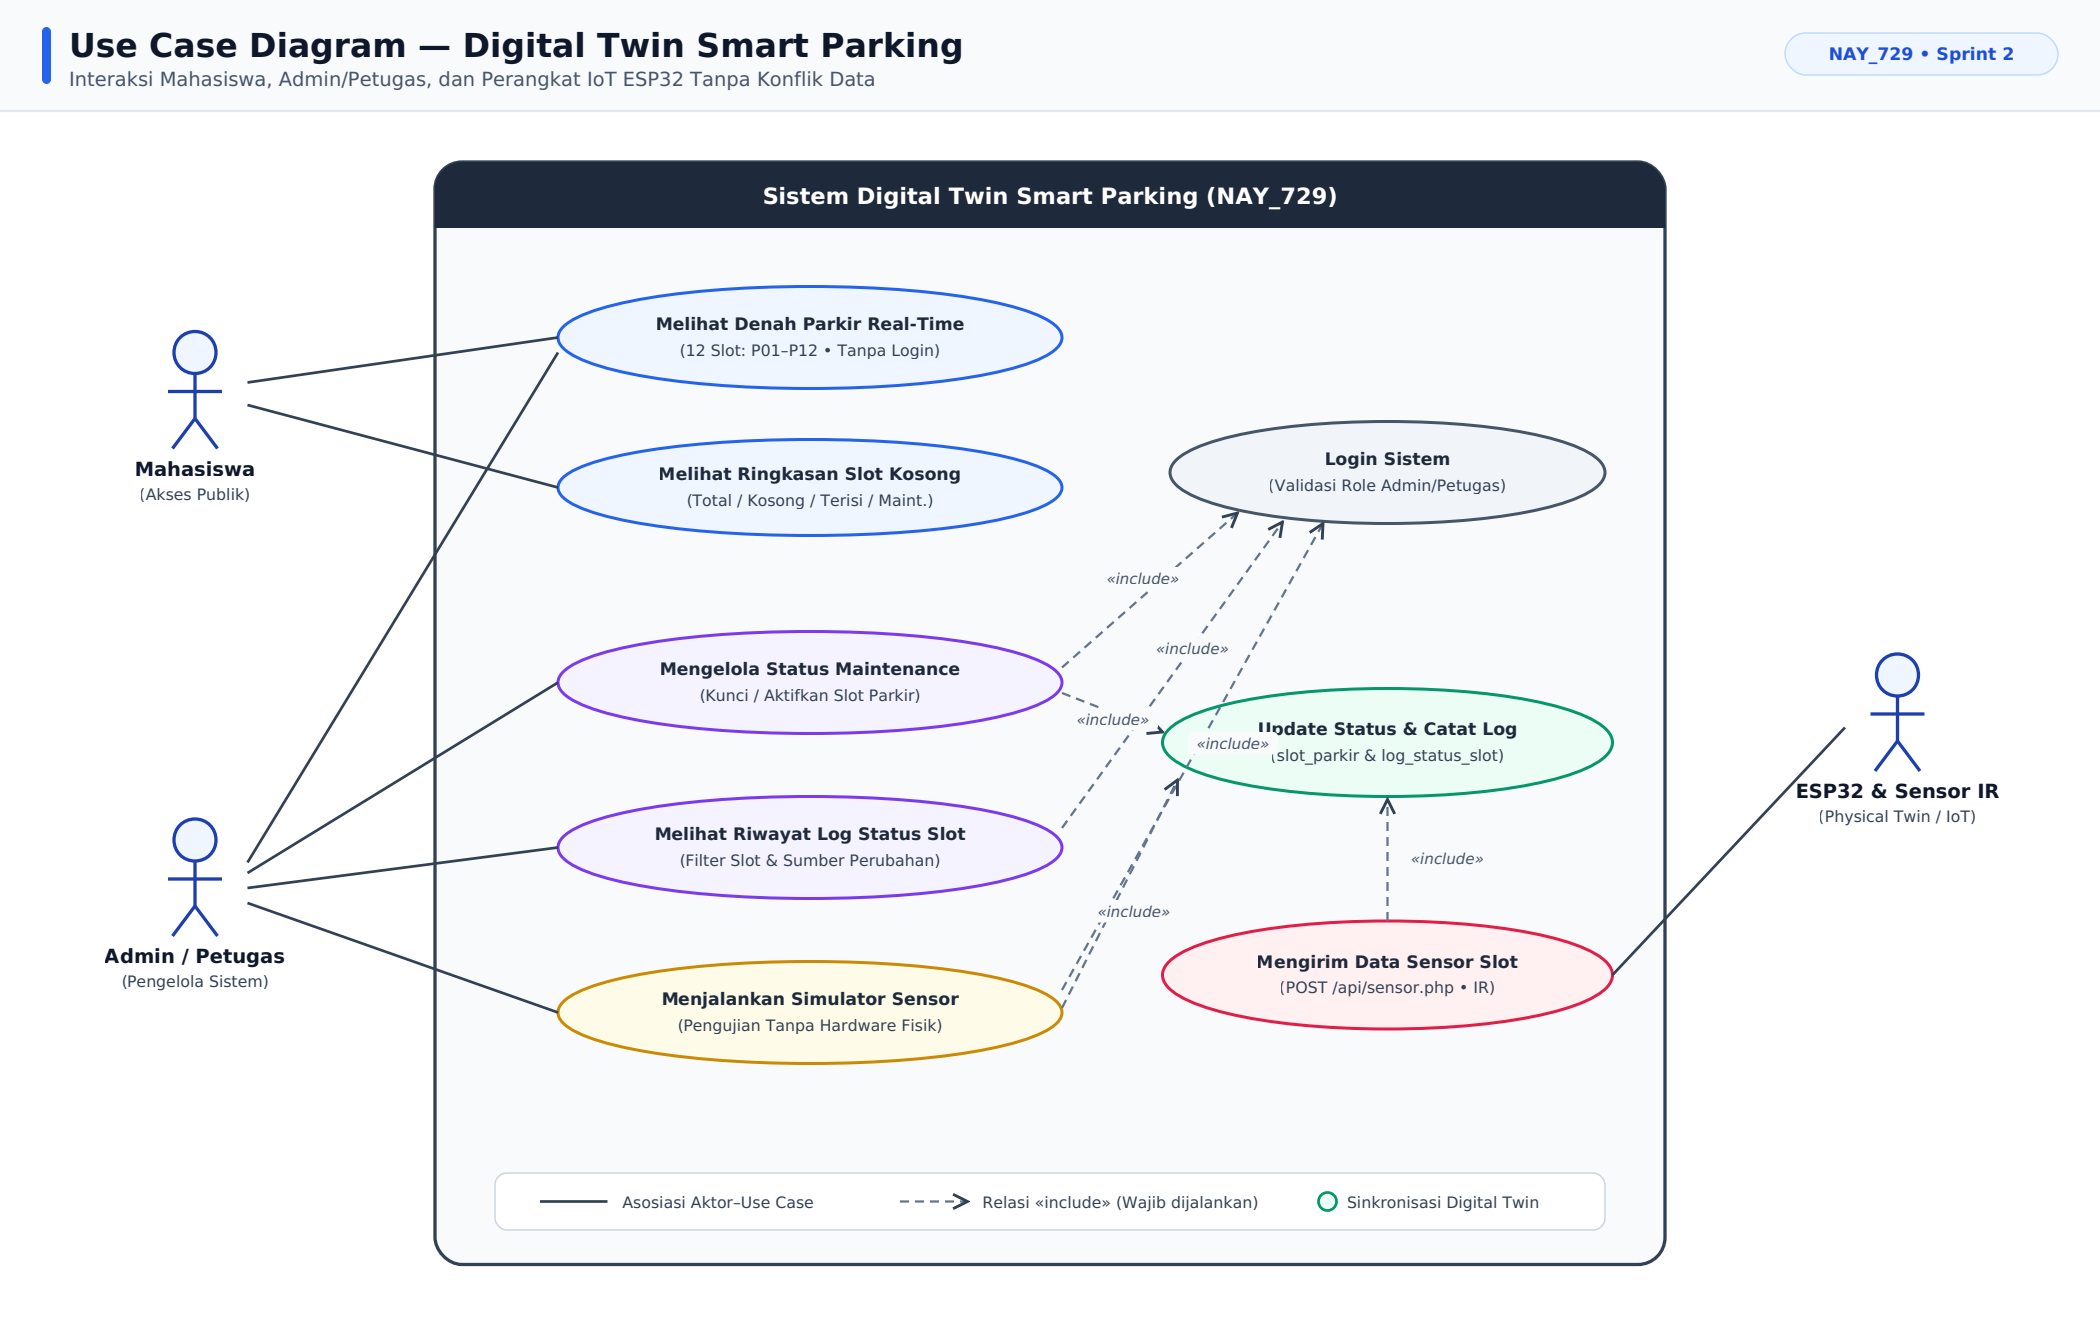 Use Case Diagram — Digital Twin Smart Parking
Interaksi Mahasiswa, Admin/Petugas, dan Perangkat IoT ESP32 Tanpa Konflik Data
NAY_729 • Sprint 2
Sistem Digital Twin Smart Parking (NAY_729)
Melihat Denah Parkir Real-Time
(12 Slot: P01–P12 • Tanpa Login)
Mahasiswa
(Akses Publik)
Melihat Ringkasan Slot Kosong
(Total / Kosong / Terisi / Maint.)
Login Sistem
(Validasi Role Admin/Petugas)
«include»
«include»
Mengelola Status Maintenance
(Kunci / Aktifkan Slot Parkir)
«include»
«include»
Update Status & Catat Log
(slot_parkir & log_status_slot)
ESP32 & Sensor IR
(Physical Twin / IoT)
Melihat Riwayat Log Status Slot
(Filter Slot & Sumber Perubahan)
«include»
«include»
Admin / Petugas
(Pengelola Sistem)
Mengirim Data Sensor Slot
(POST /api/sensor.php • IR)
Menjalankan Simulator Sensor
(Pengujian Tanpa Hardware Fisik)
Asosiasi Aktor–Use Case
Relasi «include» (Wajib dijalankan)
Sinkronisasi Digital Twin